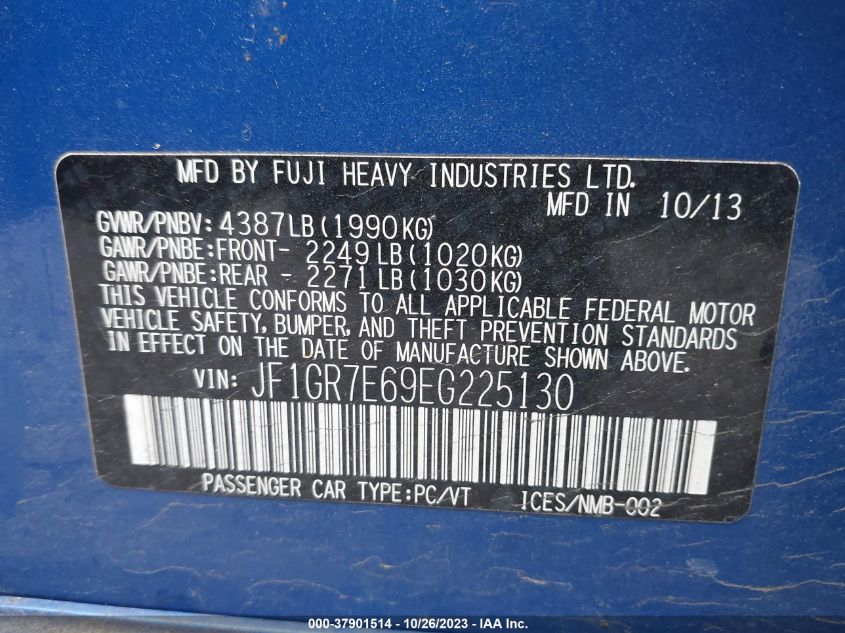 MFD BY FUJI HEAVY INDUSTRIES LTD.
MFD IN 10/13
GVWR/PNBV: 4387LB(1990KG)
GAWR/PNBE:FRONT- 2249LB(1020KG)
GAWR/PNBE:REAR - 2271LB(1030KG)
THIS VEHICLE CONFORMS TO ALL APPLICABLE FEDERAL MOTOR
VEHICLE SAFETY, BUMPER, AND THEFT PREVENTION STANDARDS
IN EFFECT ON THE DATE OF MANUFACTURE SHOWN ABOVE.
VIN: JF1GR7E69EG225130
PASSENGER CAR TYPE:PC/VT ICES/NMB-002
000-37901514 - 10/26/2023 - © IAA Holdings, LLC